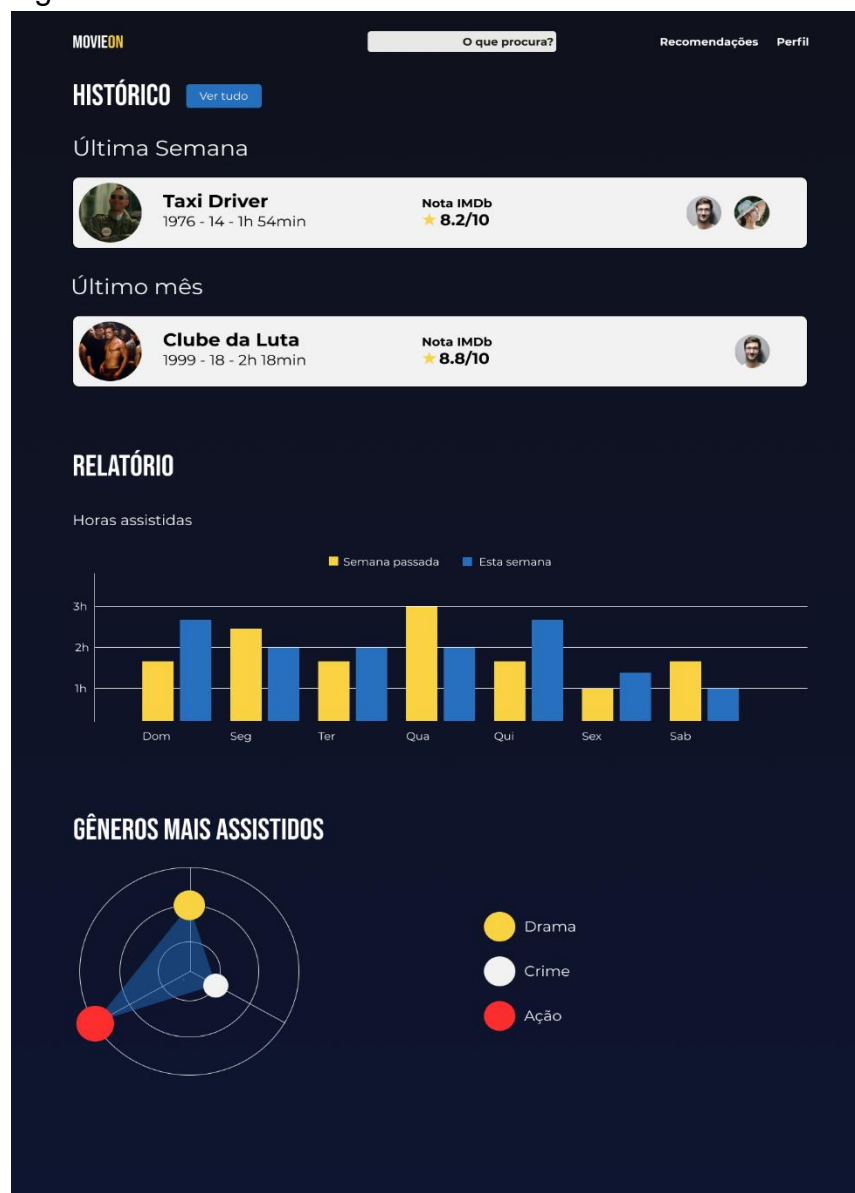 MOVIEON O que procura? Recomendações Perfil
HISTÓRICO Ver tudo
Última Semana
Taxi Driver
1976 - 14 - 1h 54min
Nota IMDb
8.2/10
Último mês
Clube da Luta
1999 - 18 - 2h 18min
Nota IMDb
8.8/10
RELATÓRIO
Horas assistidas
Semana passada Esta semana
3h
2h
1h
Dom Seg Ter Qua Qui Sex Sab
GÊNEROS MAIS ASSISTIDOS
Drama
Crime
Ação